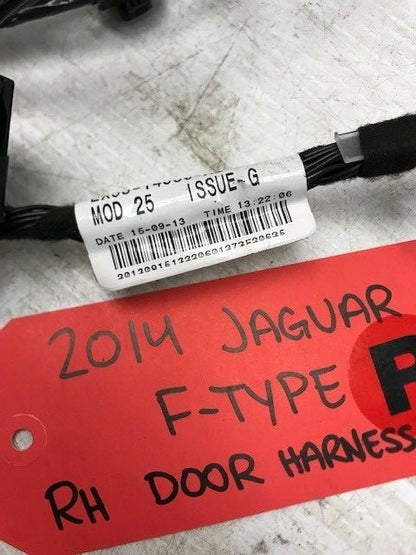 MOD 25 ISSUE-G
DATE 15-09-13 TIME 13:22:06
2014 JAGUAR
F-TYPE R
RH DOOR HARNESS